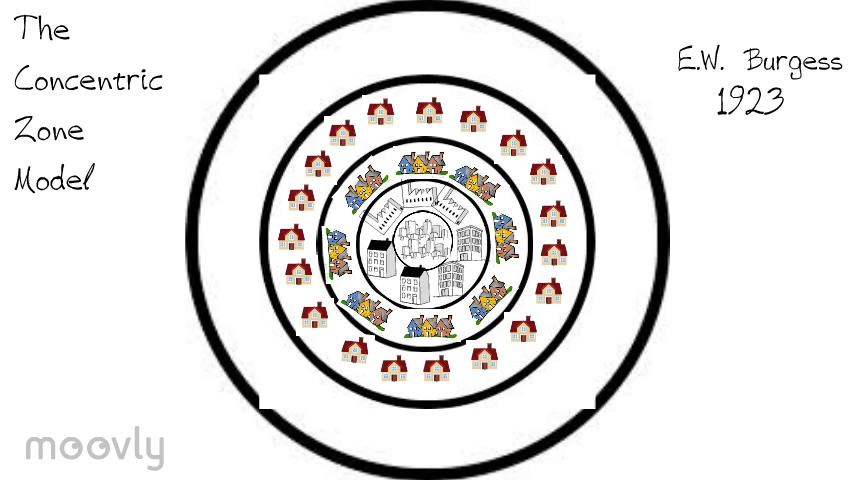 The
Concentric
Zone
Model
E.W. Burgess
1923
moovly